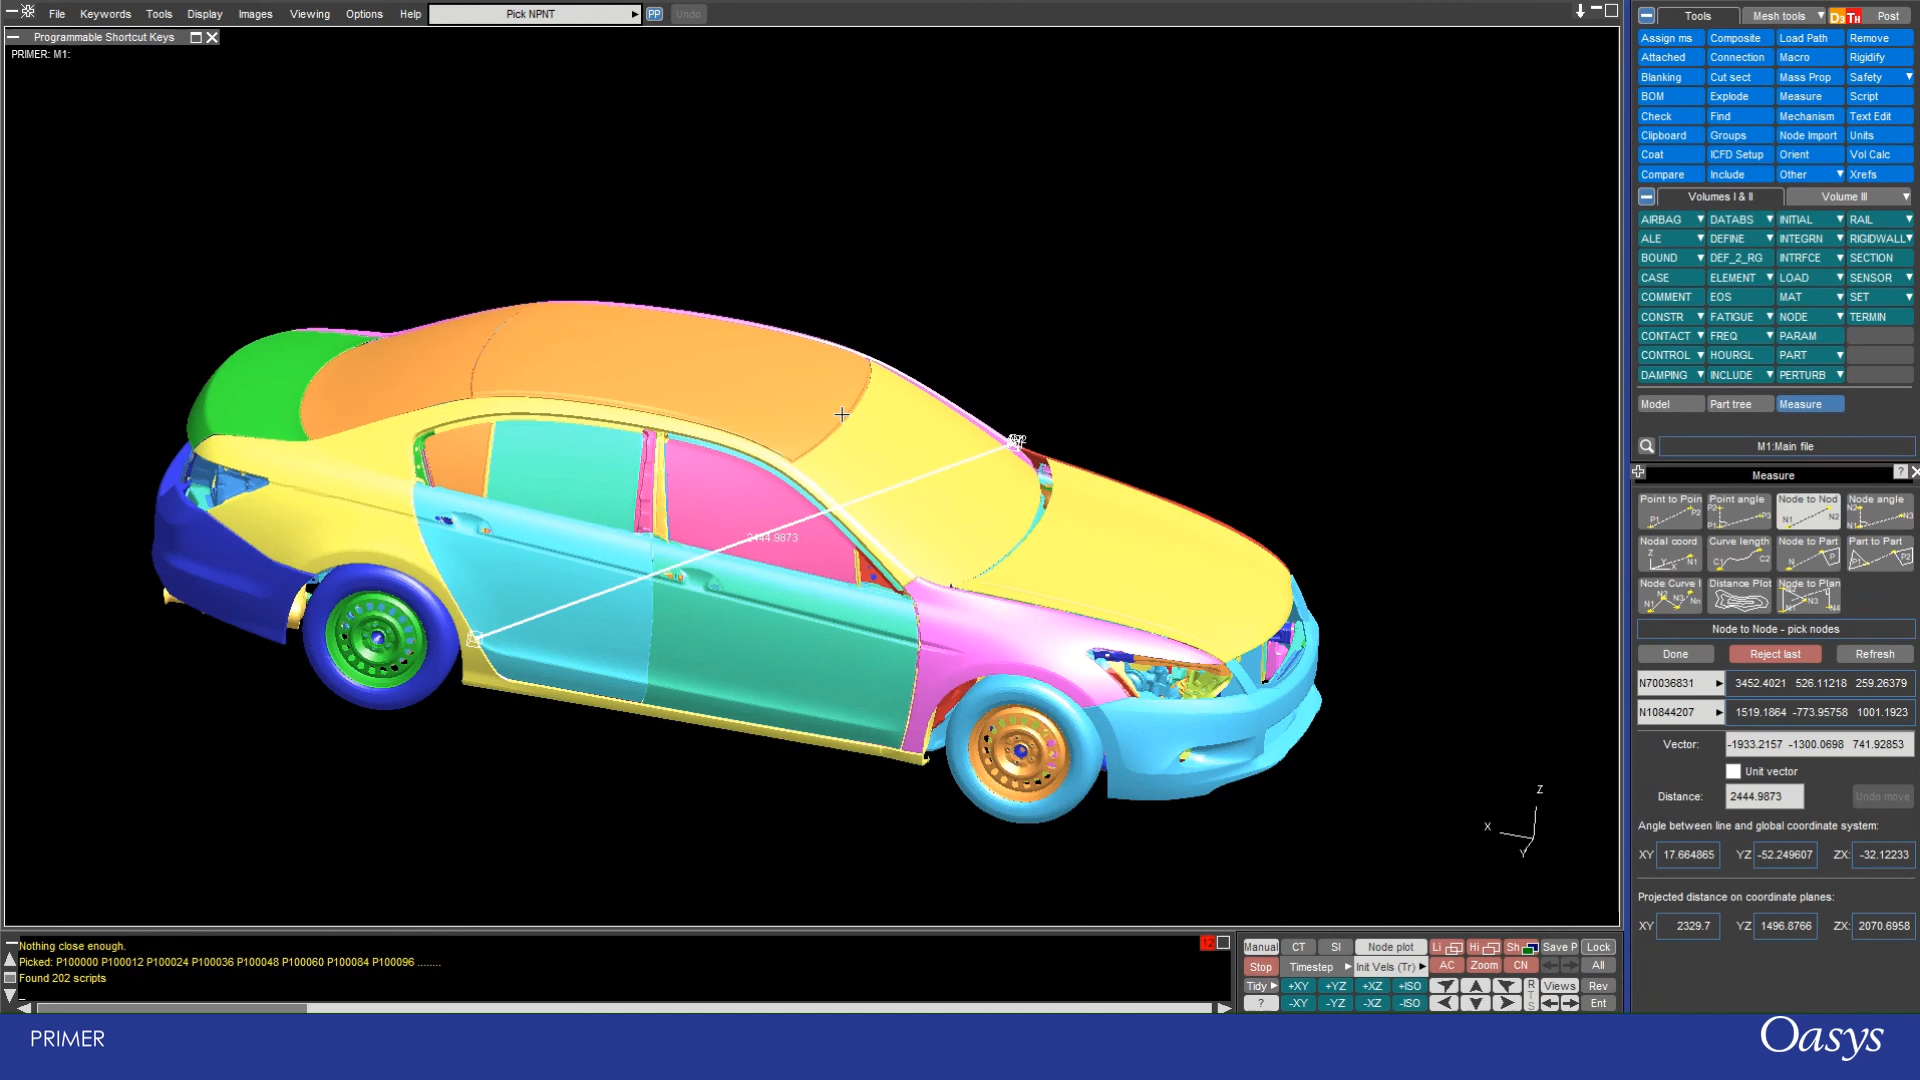 File Keywords Tools Display Images Viewing Options Help Pick NPNT PP Undo
Programmable Shortcut Keys
PRIMER: M1:
2444.9873
Z
X
Y
Tools Mesh tools D3 TH Post
Assign ms Composite Load Path Remove
Attached Connection Macro Rigidify
Blanking Cut sect Mass Prop Safety
BOM Explode Measure Script
Check Find Mechanism Text Edit
Clipboard Groups Node Import Units
Coat ICFD Setup Orient Vol Calc
Compare Include Other Xrefs
Volumes I & II Volume III
AIRBAG DATABS INITIAL RAIL
ALE DEFINE INTEGRN RIGIDWALL
BOUND DEF_2_RG INTRFCE SECTION
CASE ELEMENT LOAD SENSOR
COMMENT EOS MAT SET
CONSTR FATIGUE NODE TERMIN
CONTACT FREQ PARAM
CONTROL HOURGL PART
DAMPING INCLUDE PERTURB
Model Part tree Measure
M1:Main file
Measure ?
Point to Poin Point angle Node to Nod Node angle
Nodal coord Curve length Node to Part Part to Part
Node Curve l Distance Plot Node to Plan
Node to Node - pick nodes
Done Reject last Refresh
N70036831 3452.4021 526.11218 259.26379
N10844207 1519.1864 -773.95758 1001.1923
Vector: -1933.2157 -1300.0698 741.92853
Unit vector
Distance: 2444.9873 Undo move
Angle between line and global coordinate system:
XY 17.664865 YZ -52.249607 ZX: -32.12233
Projected distance on coordinate planes:
XY 2329.7 YZ 1496.8766 ZX: 2070.6958
Nothing close enough.
Picked: P100000 P100012 P100024 P100036 P100048 P100060 P100084 P100096 ........
Found 202 scripts
12
Manual CT SI Node plot Li Hi Sh Save P Lock
Stop Timestep Init Vels (Tr) AC Zoom CN All
Tidy +XY +YZ +XZ +ISO R T S Views Rev
? -XY -YZ -XZ -ISO Ent
PRIMER
Oasys